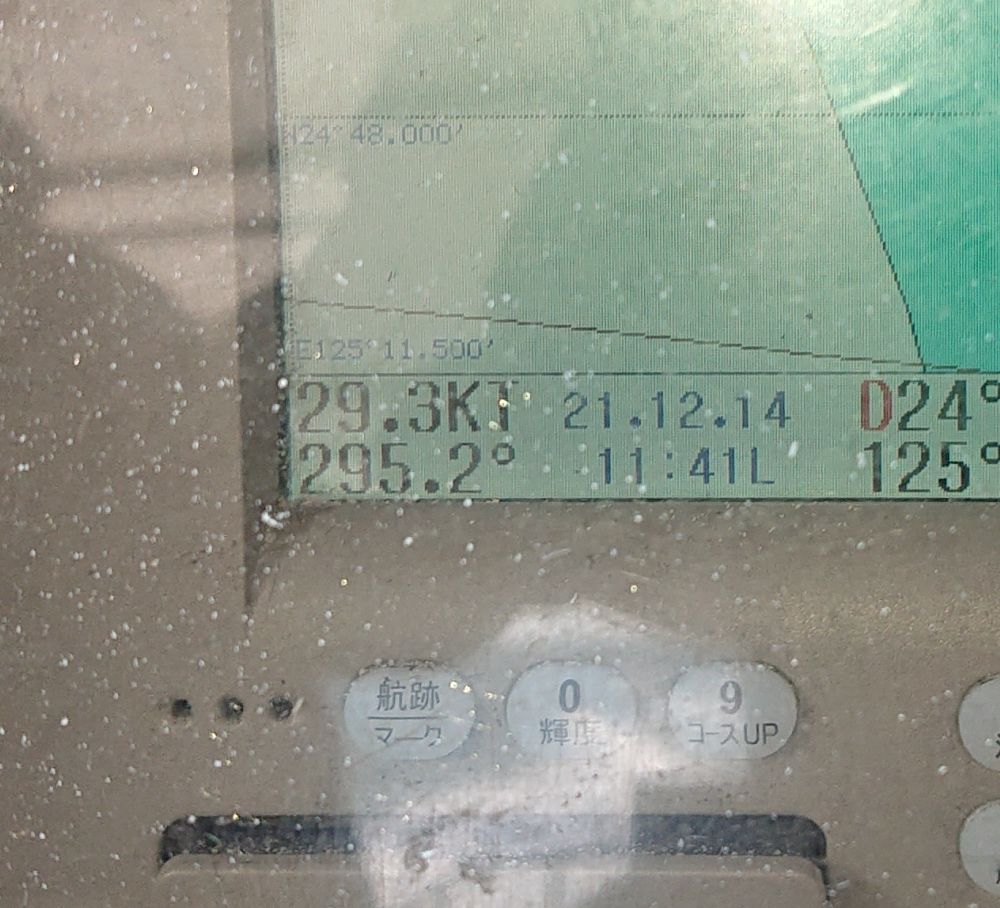 N24°48.000'
E125°11.500'
29.3KT 21.12.14 D24°
295.2° 11:41L 125°
航跡 0 9
マーク 輝度 コースUP